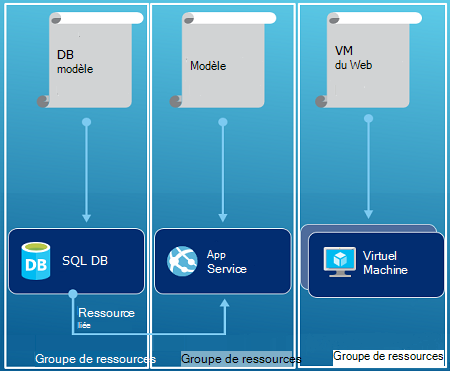 DB
modèle
Modèle
VM
du Web
DB
SQL DB
App
Service
Virtuel
Machine
Ressource
liée
Groupe de ressources
Groupe de ressources
Groupe de ressources